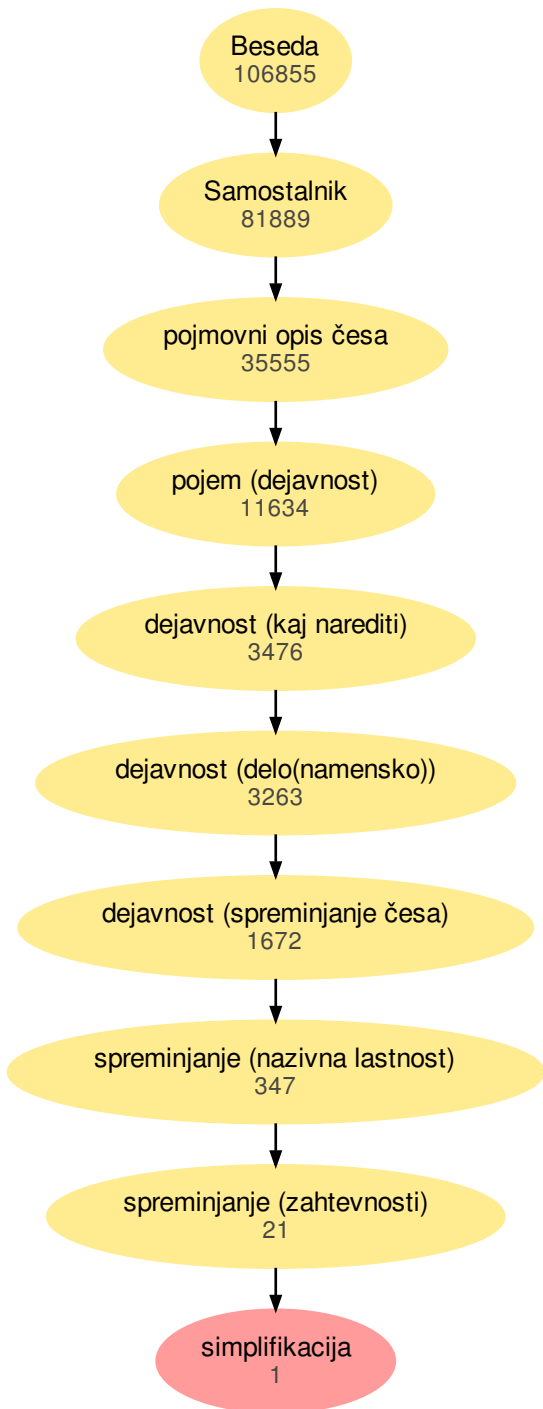 Beseda
106855
Samostalnik
81889
pojmovni opis česa
35555
pojem (dejavnost)
11634
dejavnost (kaj narediti)
3476
dejavnost (delo(namensko))
3263
dejavnost (spreminjanje česa)
1672
spreminjanje (nazivna lastnost)
347
spreminjanje (zahtevnosti)
21
simplifikacija
1